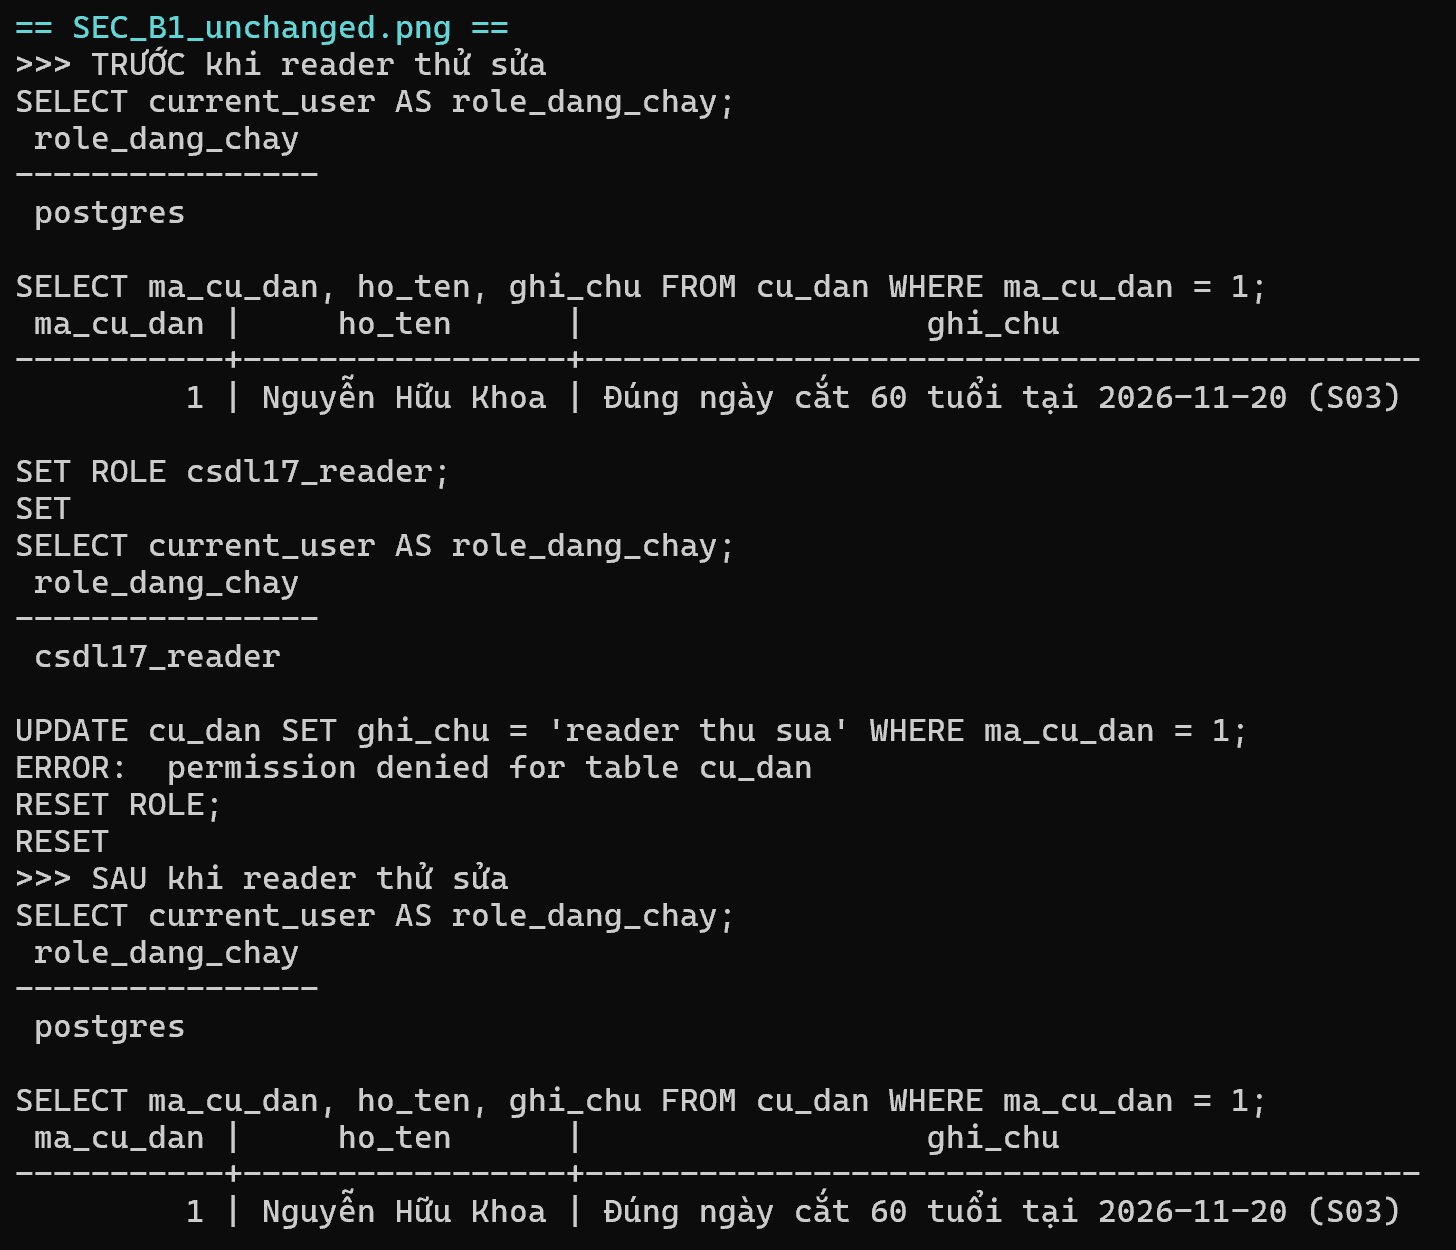 == SEC_B1_unchanged.png ==
>>> TRƯỚC khi reader thử sửa
SELECT current_user AS role_dang_chay;
 role_dang_chay
----------------
 postgres

SELECT ma_cu_dan, ho_ten, ghi_chu FROM cu_dan WHERE ma_cu_dan = 1;
 ma_cu_dan |     ho_ten      |                  ghi_chu
-----------+-----------------+--------------------------------------------
         1 | Nguyễn Hữu Khoa | Đúng ngày cắt 60 tuổi tại 2026-11-20 (S03)

SET ROLE csdl17_reader;
SET
SELECT current_user AS role_dang_chay;
 role_dang_chay
----------------
 csdl17_reader

UPDATE cu_dan SET ghi_chu = 'reader thu sua' WHERE ma_cu_dan = 1;
ERROR:  permission denied for table cu_dan
RESET ROLE;
RESET
>>> SAU khi reader thử sửa
SELECT current_user AS role_dang_chay;
 role_dang_chay
----------------
 postgres

SELECT ma_cu_dan, ho_ten, ghi_chu FROM cu_dan WHERE ma_cu_dan = 1;
 ma_cu_dan |     ho_ten      |                  ghi_chu
-----------+-----------------+--------------------------------------------
         1 | Nguyễn Hữu Khoa | Đúng ngày cắt 60 tuổi tại 2026-11-20 (S03)